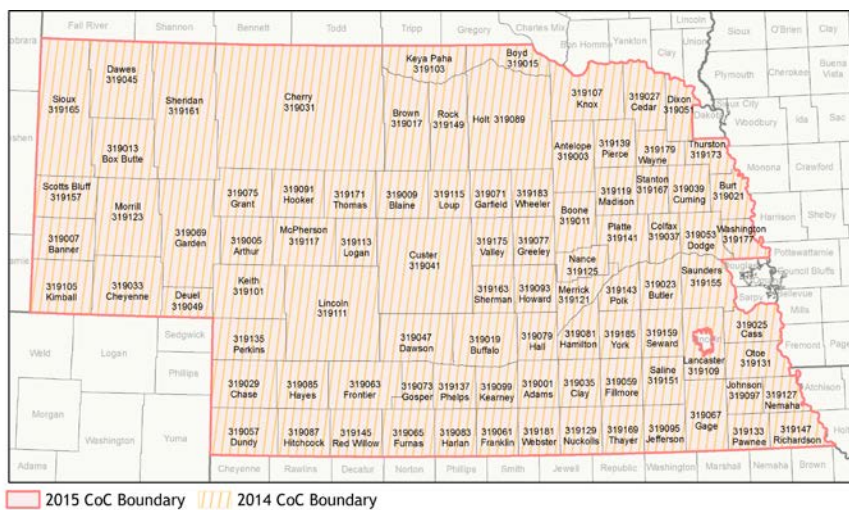 Fall River
Shannon
Bennett
Todd
Tripp
Gregory
Charles Mix
Bon Homme
Yankton
Clay
Lincoln
Union
Sioux
O'Brien
Clay
Plymouth
Cherokee
Buena
Vista
Sioux City
Woodbury
Ida
Sac
Monona
Crawford
Harrison
Shelby
Pottawattamie
Council Bluffs
Bellevue
Sarpy
Mills
Fremont
Page
Atchison
Holt
Sioux
319165
Dawes
319045
Sheridan
319161
Cherry
319031
Keya Paha
319103
Boyd
319015
Brown
319017
Rock
319149
Holt 319089
319107
Knox
319027
Cedar
Dixon
319051
Dakota
319013
Box Butte
Antelope
319003
319139
Pierce
319179
Wayne
Thurston
319173
Scotts Bluff
319157
Morrill
319123
319069
Garden
319075
Grant
319091
Hooker
319171
Thomas
319009
Blaine
319115
Loup
319071
Garfield
319183
Wheeler
Boone
319011
319119
Madison
Stanton
319167
319039
Cuming
Burt
319021
319007
Banner
319005
Arthur
McPherson
319117
319113
Logan
Custer
319041
319175
Valley
319077
Greeley
Nance
319125
Platte
319141
Colfax
319037
319053
Dodge
Washington
319177
319105
Kimball
319033
Cheyenne
Deuel
319049
Keith
319101
Lincoln
319111
319163
Sherman
319093
Howard
Merrick
319121
319143
Polk
319023
Butler
Saunders
319155
319135
Perkins
319047
Dawson
319019
Buffalo
319079
Hall
319081
Hamilton
319185
York
319159
Seward
Lincoln
Lancaster
319109
319025
Cass
Otoe
319131
319029
Chase
319085
Hayes
319063
Frontier
319073
Gosper
319137
Phelps
319099
Kearney
319001
Adams
319035
Clay
319059
Fillmore
Saline
319151
319067
Gage
Johnson
319097
319127
Nemaha
319057
Dundy
319087
Hitchcock
319145
Red Willow
319065
Furnas
319083
Harlan
319061
Franklin
319181
Webster
319129
Nuckolls
319169
Thayer
319095
Jefferson
319133
Pawnee
319147
Richardson
Sedgwick
Weld
Logan
Phillips
Morgan
Washington
Yuma
Adams
Cheyenne
Rawlins
Decatur
Norton
Phillips
Smith
Jewell
Republic
Washington
Marshall
Nemaha
Brown
2015 CoC Boundary
2014 CoC Boundary